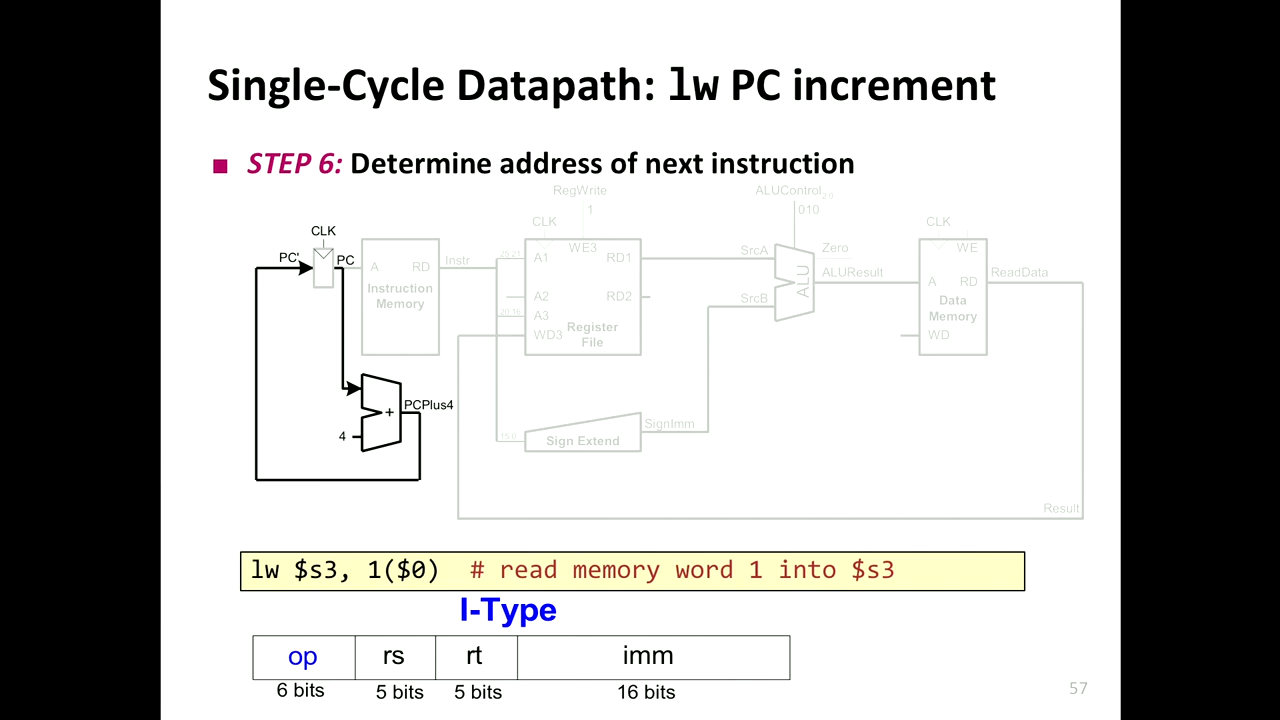 Single-Cycle Datapath: lw PC increment
STEP 6: Determine address of next instruction
RegWrite
ALUControl2:0
1
010
CLK
CLK
CLK
PC'
PC
A
RD
Instruction
Memory
Instr
25:21
A1
WE3
RD1
A2
RD2
20:16
A3
WD3
Register
File
SrcA
SrcB
ALU
Zero
ALUResult
WE
A
RD
Data
Memory
WD
ReadData
+
PCPlus4
4
15:0
Sign Extend
SignImm
Result
lw $s3, 1($0) # read memory word 1 into $s3
I-Type
op rs rt imm
6 bits 5 bits 5 bits 16 bits
57